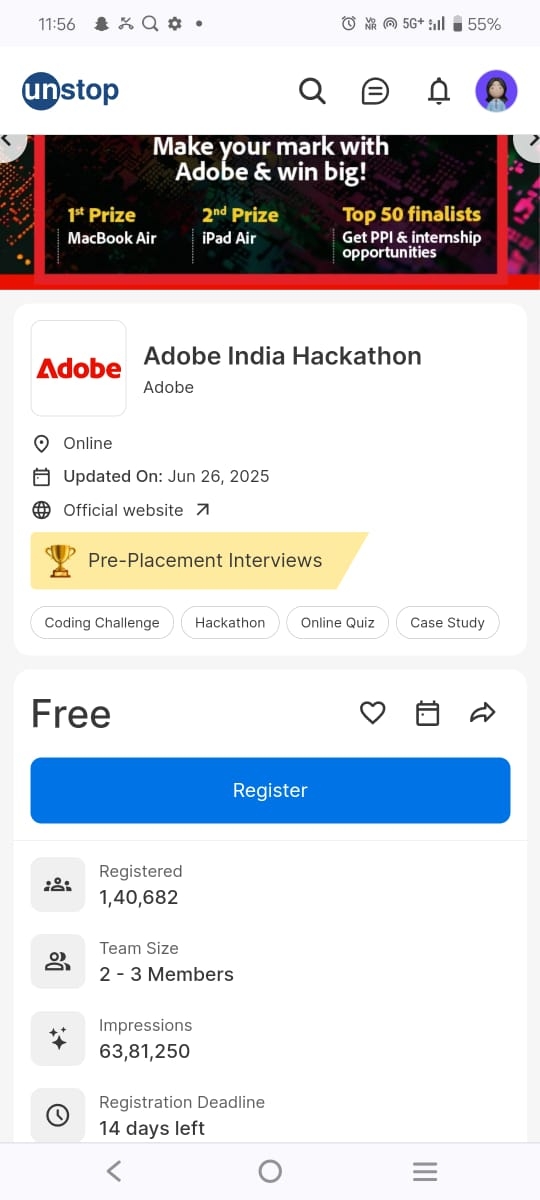 11:56
Vo
NR
5G+
55%
unstop
Make your mark with
Adobe & win big!
1st Prize
MacBook Air
2nd Prize
iPad Air
Top 50 finalists
Get PPI & internship
opportunities
Adobe
Adobe India Hackathon
Adobe
Online
Updated On: Jun 26, 2025
Official website
Pre-Placement Interviews
Coding Challenge
Hackathon
Online Quiz
Case Study
Free
Register
Registered
1,40,682
Team Size
2 - 3 Members
Impressions
63,81,250
Registration Deadline
14 days left